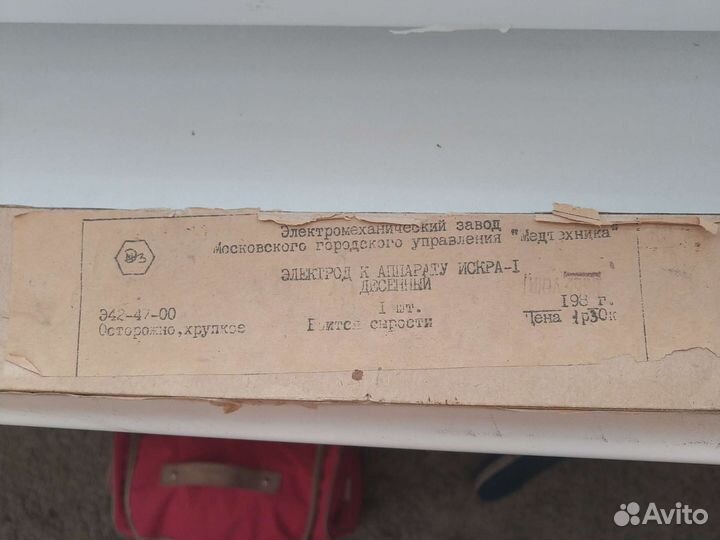 Электромеханический завод
Московского городского управления "Медтехника"
ЭЛЕКТРОД К АППАРАТУ ИСКРА-I
ДЕСЕННЫЙ
1 шт.
198 г.
Э42-47-00
Осторожно, хрупкое
Боится сырости
Цена 1р30к
Avito